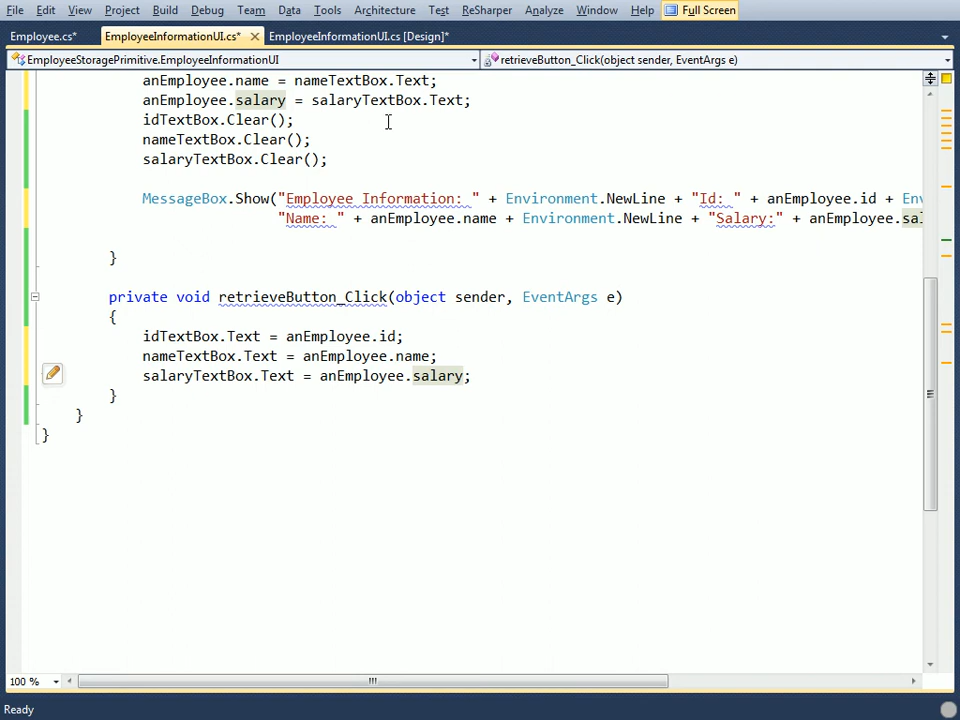 File Edit View Project Build Debug Team Data Tools Architecture Test ReSharper Analyze Window Help Full Screen
Employee.cs* EmployeeInformationUI.cs* EmployeeInformationUI.cs [Design]*
EmployeeStoragePrimitive.EmployeeInformationUI retrieveButton_Click(object sender, EventArgs e)
anEmployee.name = nameTextBox.Text;
anEmployee.salary = salaryTextBox.Text;
idTextBox.Clear();
nameTextBox.Clear();
salaryTextBox.Clear();
MessageBox.Show("Employee Information: " + Environment.NewLine + "Id: " + anEmployee.id + Env
"Name: " + anEmployee.name + Environment.NewLine + "Salary:" + anEmployee.sal
}
private void retrieveButton_Click(object sender, EventArgs e)
{
idTextBox.Text = anEmployee.id;
nameTextBox.Text = anEmployee.name;
salaryTextBox.Text = anEmployee.salary;
}
}
}
100 %
Ready